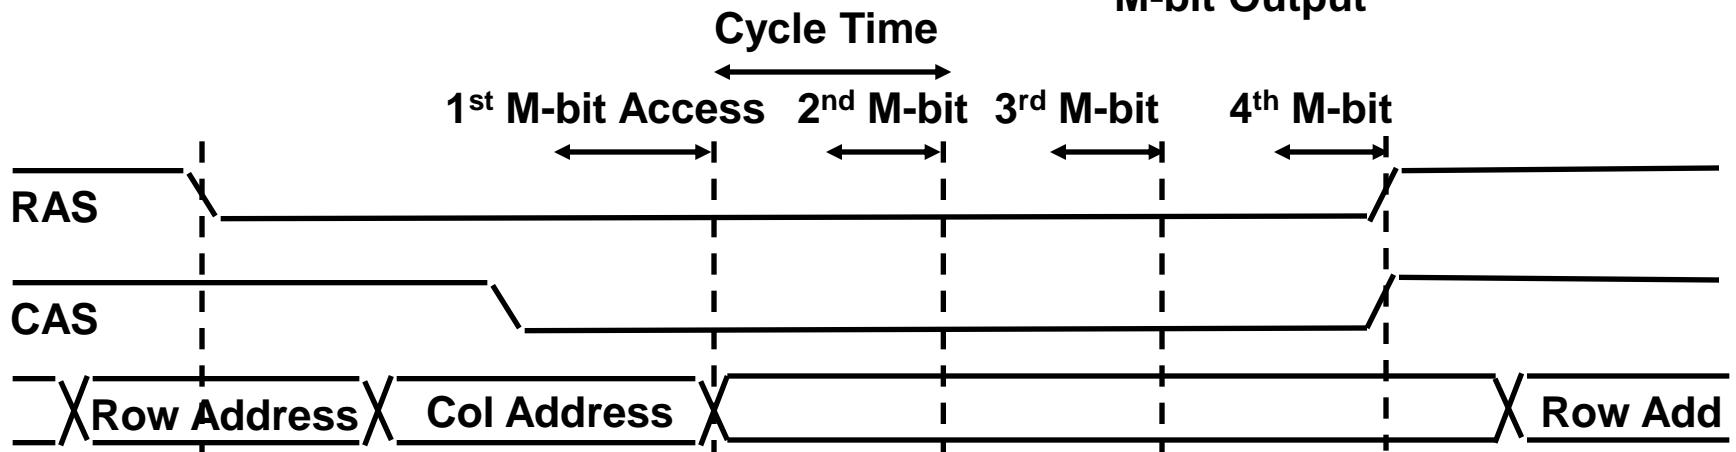 M-bit Output
Cycle Time
1st M-bit Access 2nd M-bit 3rd M-bit 4th M-bit
RAS
CAS
Row Address Col Address Row Add